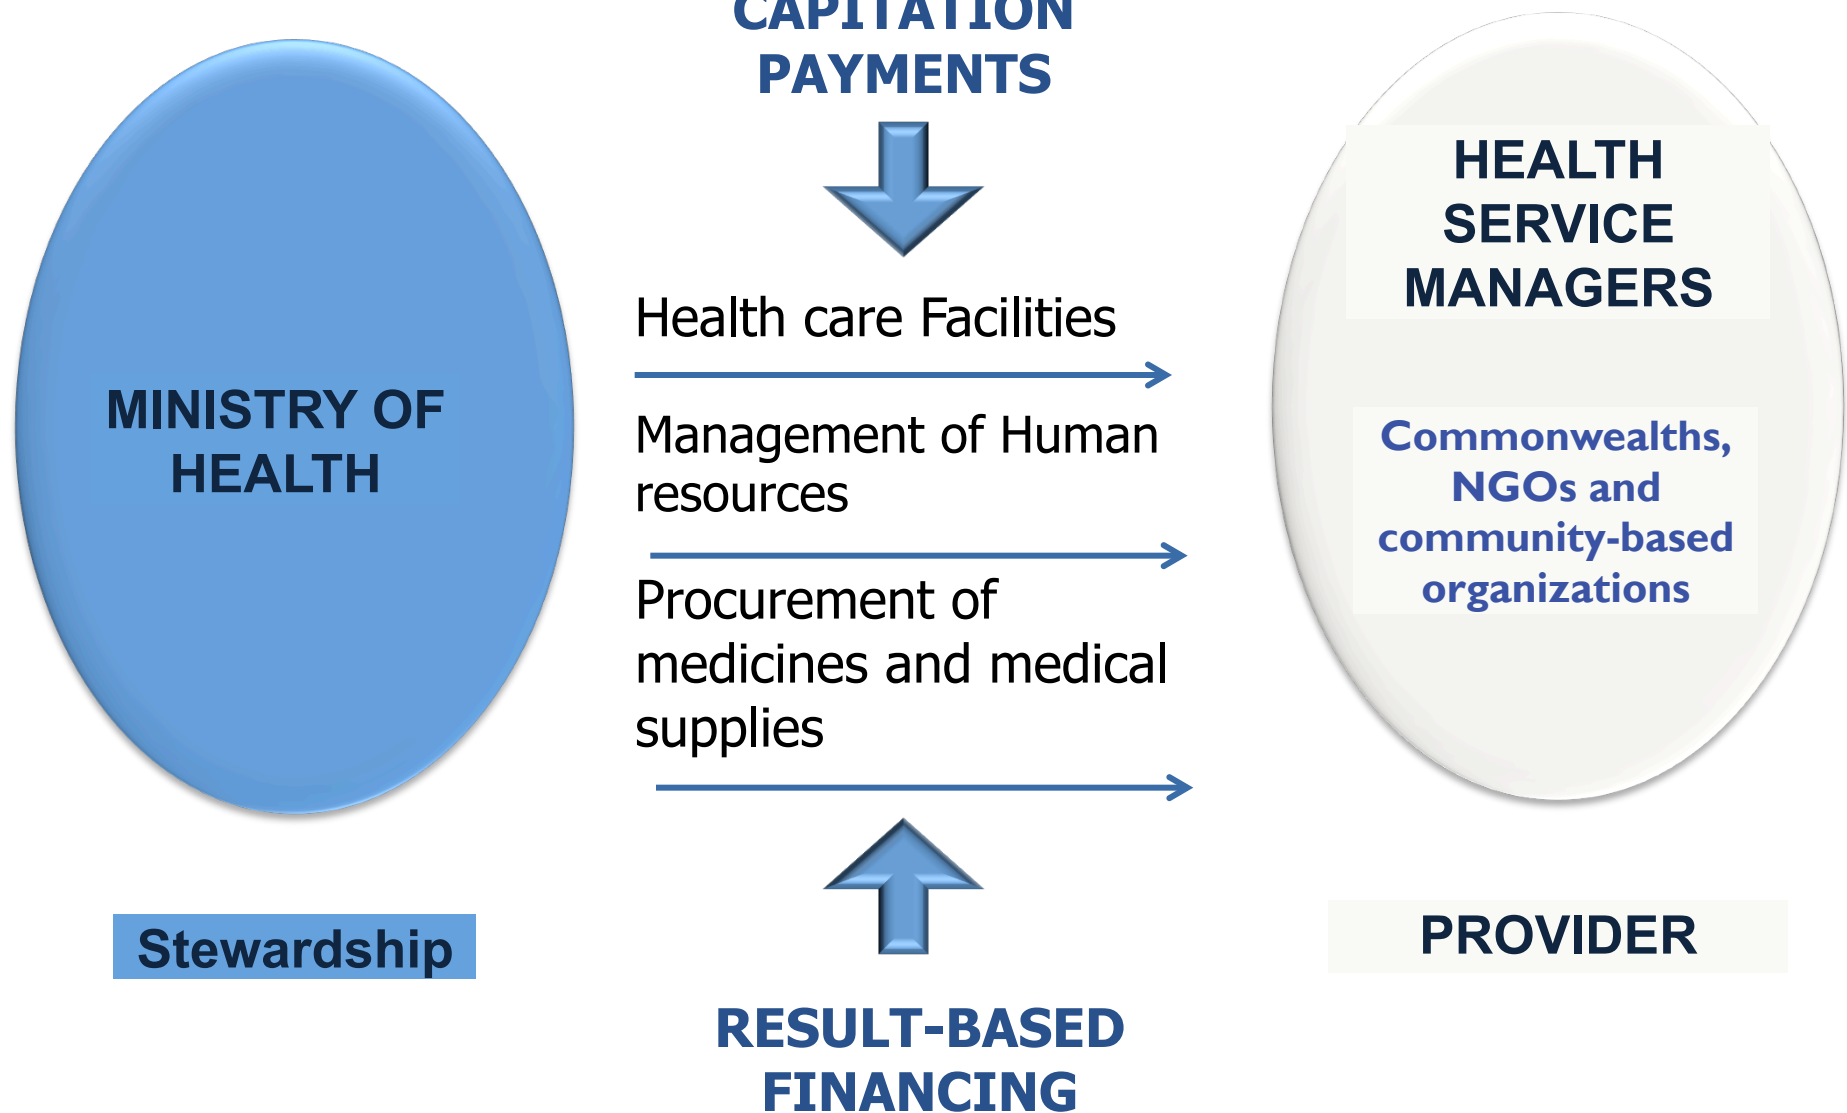 CAPITATION
PAYMENTS
MINISTRY OF
HEALTH
Stewardship
Health care Facilities
Management of Human
resources
Procurement of
medicines and medical
supplies
RESULT-BASED
FINANCING
HEALTH
SERVICE
MANAGERS
Commonwealths,
NGOs and
community-based
organizations
PROVIDER